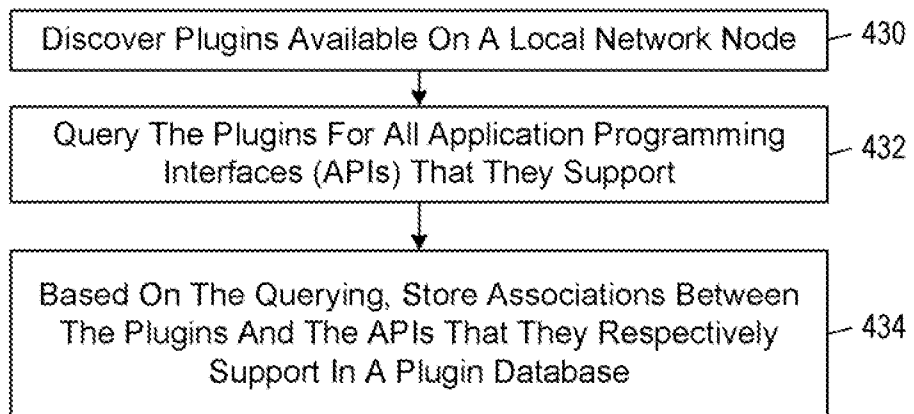 Discover Plugins Available On A Local Network Node
430
Query The Plugins For All Application Programming
Interfaces (APIs) That They Support
432
Based On The Querying, Store Associations Between
The Plugins And The APIs That They Respectively
Support In A Plugin Database
434